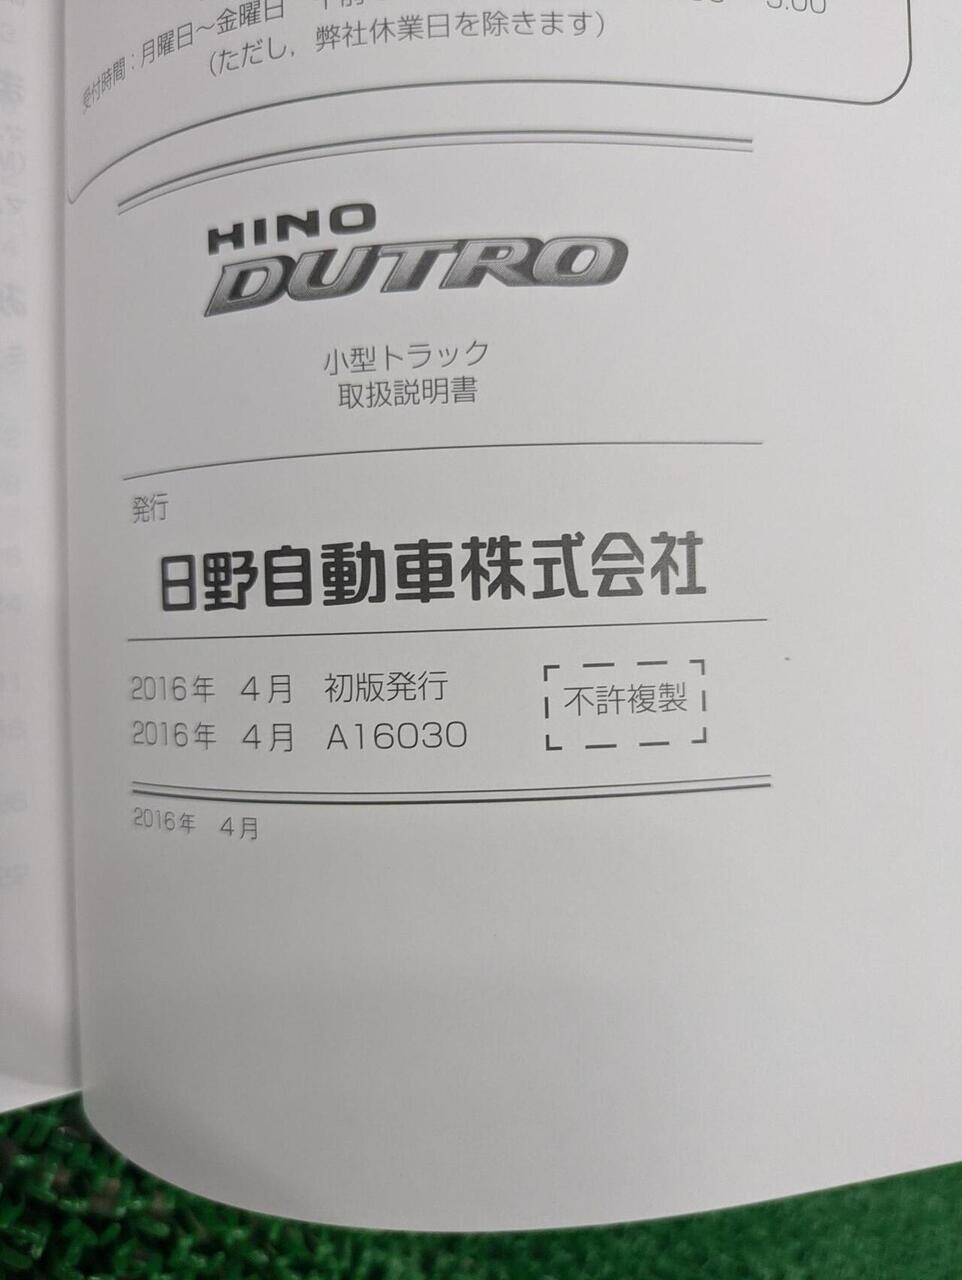 受付時間：月曜日～金曜日 午前
（ただし，弊社休業日を除きます）
HINO
DUTRO
小型トラック
取扱説明書
発行
日野自動車株式会社
2016年 4月 初版発行
2016年 4月 A16030
不許複製
2016年 4月